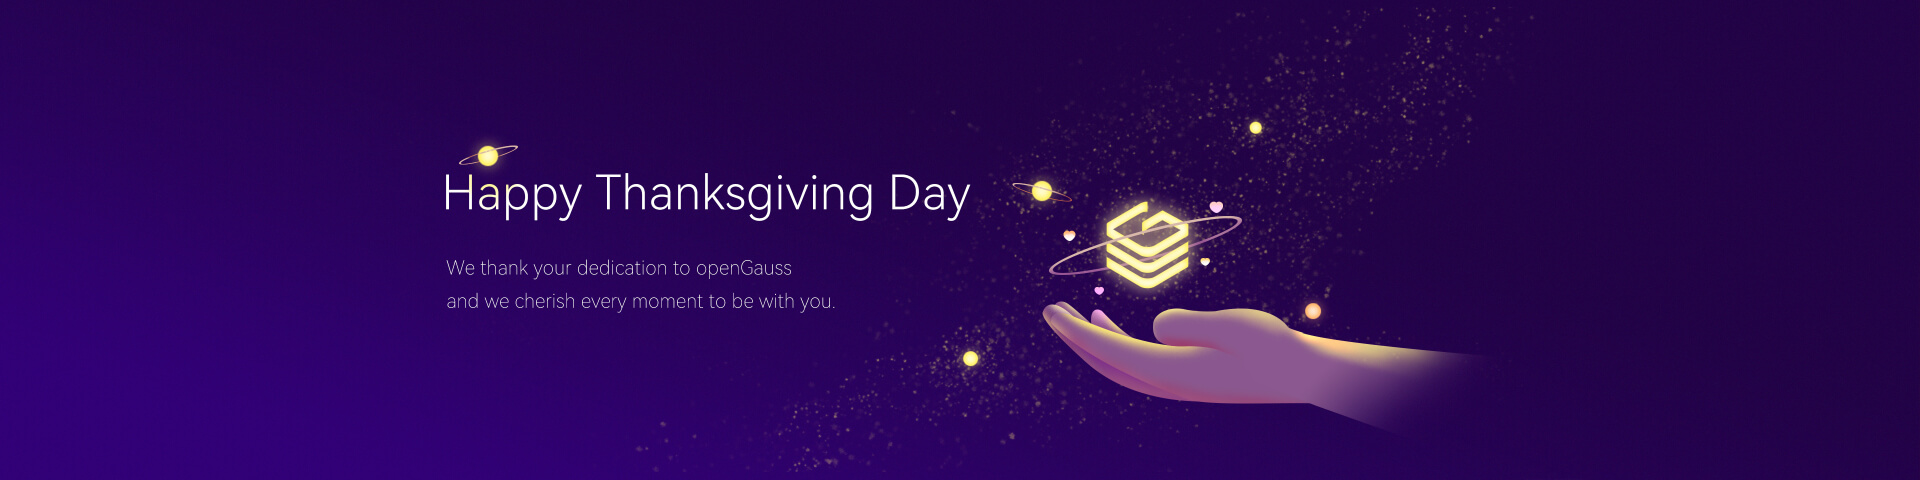 Happy Thanksgiving Day
We thank your dedication to openGauss
and we cherish every moment to be with you.